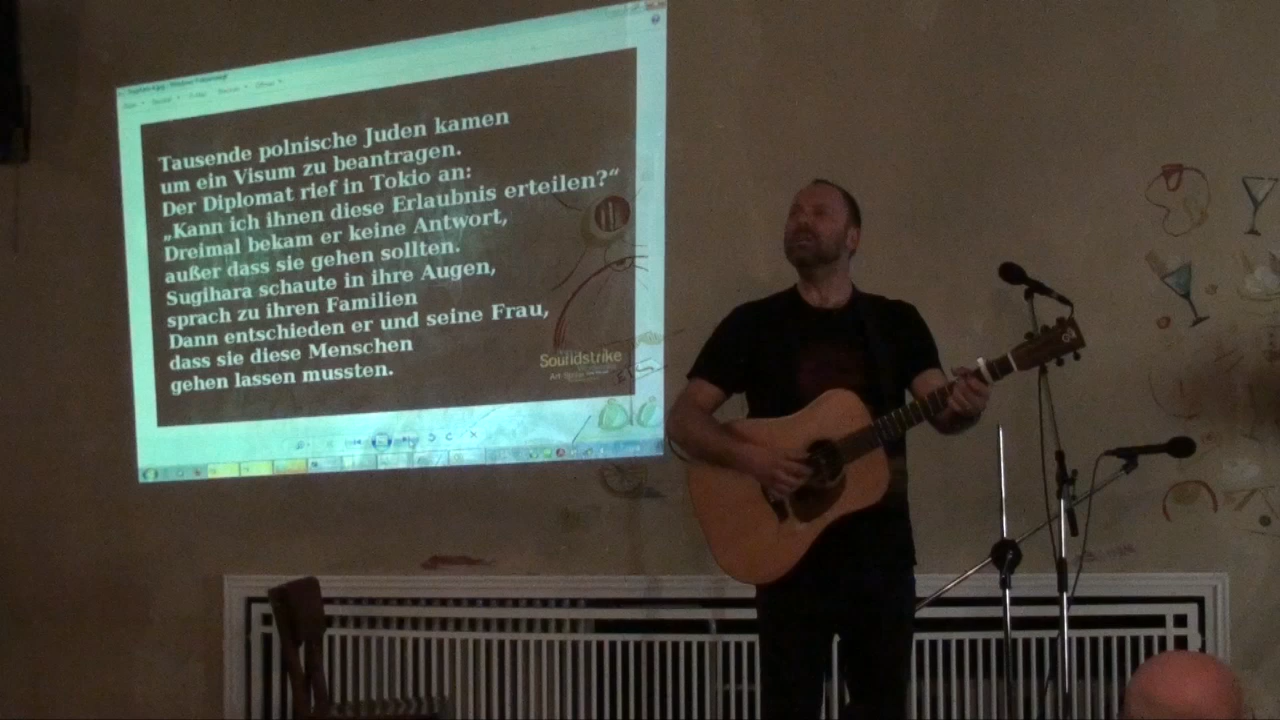 Tausende polnische Juden kamen
um ein Visum zu beantragen.
Der Diplomat rief in Tokio an:
„Kann ich ihnen diese Erlaubnis erteilen?“
Dreimal bekam er keine Antwort,
außer dass sie gehen sollten.
Sugihara schaute in ihre Augen,
sprach zu ihren Familien
Dann entschieden er und seine Frau,
dass sie diese Menschen
gehen lassen mussten.
Soundstrike